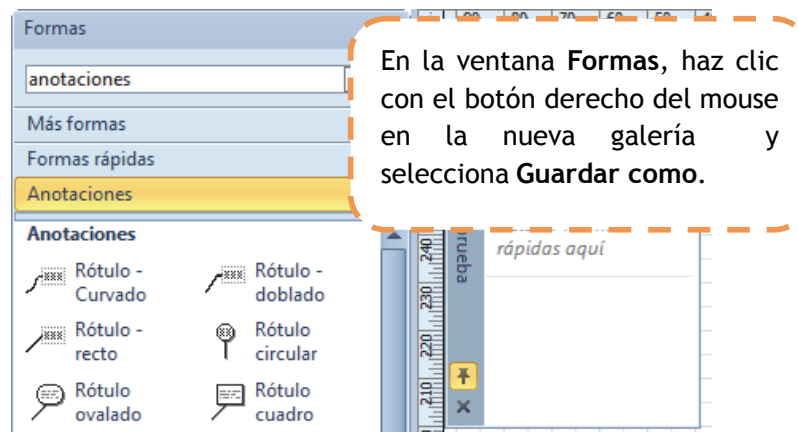 Formas
anotaciones
Más formas
Formas rápidas
Anotaciones
Anotaciones
Rótulo - Curvado
Rótulo - doblado
Rótulo - recto
Rótulo circular
Rótulo ovalado
Rótulo cuadro
En la ventana Formas, haz clic
con el botón derecho del mouse
en la nueva galería y
selecciona Guardar como.
rápidas aquí
240
230
220
210